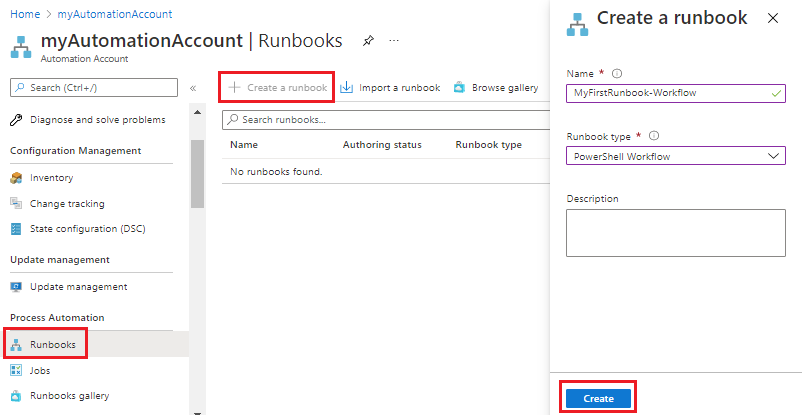 Home > myAutomationAccount
myAutomationAccount | Runbooks
Automation Account
Search (Ctrl+/)
«
Diagnose and solve problems
Configuration Management
Inventory
Change tracking
State configuration (DSC)
Update management
Update management
Process Automation
Runbooks
Jobs
Runbooks gallery
+ Create a runbook
Import a runbook
Browse gallery
Search runbooks...
Name Authoring status Runbook type
No runbooks found.
Create a runbook
Name *
MyFirstRunbook-Workflow
Runbook type *
PowerShell Workflow
Description
Create